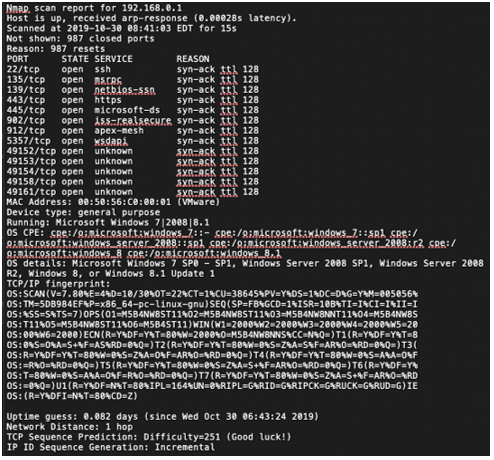 Nmap scan report for 192.168.0.1
Host is up, received arp-response (0.00028s latency).
Scanned at 2019-10-30 08:41:03 EDT for 15s
Not shown: 987 closed ports
Reason: 987 resets
PORT STATE SERVICE REASON
22/tcp open ssh syn-ack ttl 128
135/tcp open msrpc syn-ack ttl 128
139/tcp open netbios-ssn syn-ack ttl 128
443/tcp open https syn-ack ttl 128
445/tcp open microsoft-ds syn-ack ttl 128
902/tcp open iss-realsecure syn-ack ttl 128
912/tcp open apex-mesh syn-ack ttl 128
5357/tcp open wsdapi syn-ack ttl 128
49152/tcp open unknown syn-ack ttl 128
49153/tcp open unknown syn-ack ttl 128
49154/tcp open unknown syn-ack ttl 128
49158/tcp open unknown syn-ack ttl 128
49161/tcp open unknown syn-ack ttl 128
MAC Address: 00:50:56:C0:00:01 (VMware)
Device type: general purpose
Running: Microsoft Windows 7|2008|8.1
OS CPE: cpe:/o:microsoft:windows_7::- cpe:/o:microsoft:windows_7::sp1 cpe:/
o:microsoft:windows_server_2008::sp1 cpe:/o:microsoft:windows_server_2008:r2 cpe:/
o:microsoft:windows_8 cpe:/o:microsoft:windows_8.1
OS details: Microsoft Windows 7 SP0 - SP1, Windows Server 2008 SP1, Windows Server 2008
R2, Windows 8, or Windows 8.1 Update 1
TCP/IP fingerprint:
OS:SCAN(V=7.80%E=4%D=10/30%OT=22%CT=1%CU=38645%PV=Y%DS=1%DC=D%G=Y%M=005056%
OS:TM=5DB984EF%P=x86_64-pc-linux-gnu)SEQ(SP=FB%GCD=1%ISR=10B%TI=I%CI=I%II=I
OS:%SS=S%TS=7)OPS(O1=M5B4NW8ST11%O2=M5B4NW8ST11%O3=M5B4NW8NNT11%O4=M5B4NW8S
OS:T11%O5=M5B4NW8ST11%O6=M5B4ST11)WIN(W1=2000%W2=2000%W3=2000%W4=2000%W5=20
OS:00%W6=2000)ECN(R=Y%DF=Y%T=80%W=2000%O=M5B4NW8NNS%CC=N%Q=)T1(R=Y%DF=Y%T=8
OS:0%S=O%A=S+%F=AS%RD=0%Q=)T2(R=Y%DF=Y%T=80%W=0%S=Z%A=S%F=AR%O=%RD=0%Q=)T3(
OS:R=Y%DF=Y%T=80%W=0%S=Z%A=O%F=AR%O=%RD=0%Q=)T4(R=Y%DF=Y%T=80%W=0%S=A%A=O%F
OS:=R%O=%RD=0%Q=)T5(R=Y%DF=Y%T=80%W=0%S=Z%A=S+%F=AR%O=%RD=0%Q=)T6(R=Y%DF=Y%
OS:T=80%W=0%S=A%A=O%F=R%O=%RD=0%Q=)T7(R=Y%DF=Y%T=80%W=0%S=Z%A=S+%F=AR%O=%RD
OS:=0%Q=)U1(R=Y%DF=N%T=80%IPL=164%UN=0%RIPL=G%RID=G%RIPCK=G%RUCK=G%RUD=G)IE
OS:(R=Y%DFI=N%T=80%CD=Z)
Uptime guess: 0.082 days (since Wed Oct 30 06:43:24 2019)
Network Distance: 1 hop
TCP Sequence Prediction: Difficulty=251 (Good luck!)
IP ID Sequence Generation: Incremental